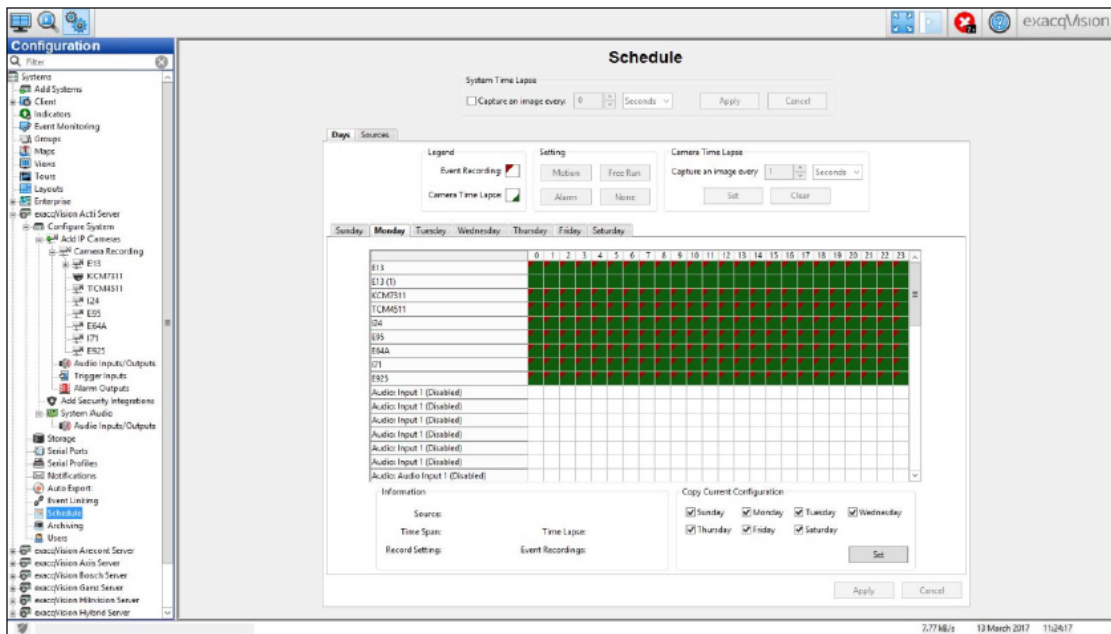 exacqVision
Configuration
Filter
Systems
Add Systems
Client
Indicators
Event Monitoring
Groups
Maps
Views
Tours
Layouts
Enterprise
exacqVision Acti Server
Configure System
Add IP Cameras
Camera Recording
E13
KCM7311
TCM4511
I24
E95
E64A
I71
E925
Audio Inputs/Outputs
Trigger Inputs
Alarm Outputs
Add Security Integrations
System Audio
Audio Inputs/Outputs
Storage
Serial Ports
Serial Profiles
Notifications
Auto Export
Event Linking
Schedule
Archiving
Users
exacqVision Arecont Server
exacqVision Axis Server
exacqVision Bosch Server
exacqVision Ganz Server
exacqVision Hikvision Server
exacqVision Hybrid Server
Schedule
System Time Lapse
Capture an image every: 0 Seconds Apply Cancel
Days Sources
Legend
Event Recording:
Camera Time Lapse:
Setting
Motion Free Run
Alarm None
Camera Time Lapse
Capture an image every 1 Seconds
Set Clear
Sunday Monday Tuesday Wednesday Thursday Friday Saturday
0 1 2 3 4 5 6 7 8 9 10 11 12 13 14 15 16 17 18 19 20 21 22 23
E13
E13 (1)
KCM7311
TCM4511
I24
E95
E64A
I71
E925
Audio: Input 1 (Disabled)
Audio: Input 1 (Disabled)
Audio: Input 1 (Disabled)
Audio: Input 1 (Disabled)
Audio: Input 1 (Disabled)
Audio: Input 1 (Disabled)
Audio: Audio Input 1 (Disabled)
Information
Source:
Time Span: Time Lapse:
Record Setting: Event Recordings:
Copy Current Configuration
Sunday Monday Tuesday Wednesday
Thursday Friday Saturday
Set
Apply Cancel
7.77 kB/s 13 March 2017 11:24:17